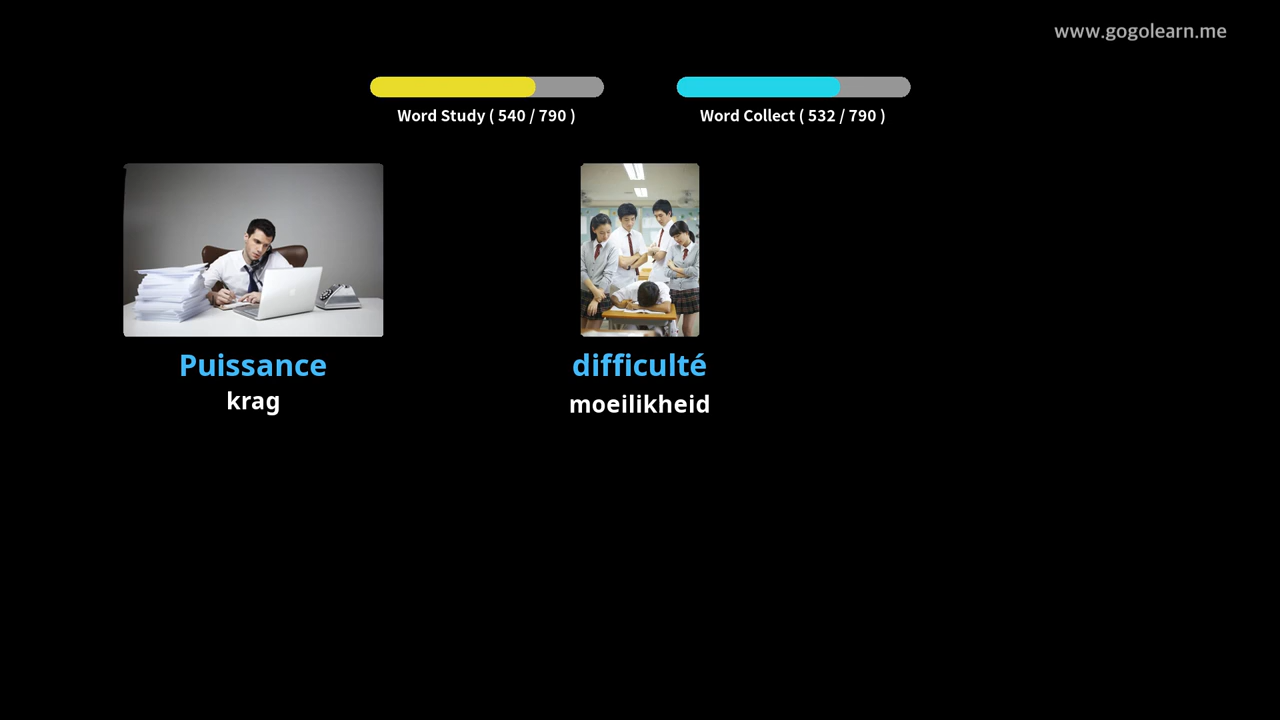 www.gogolearn.me
Word Study ( 540 / 790 )
Word Collect ( 532 / 790 )
Puissance
krag
difficulté
moeilikheid